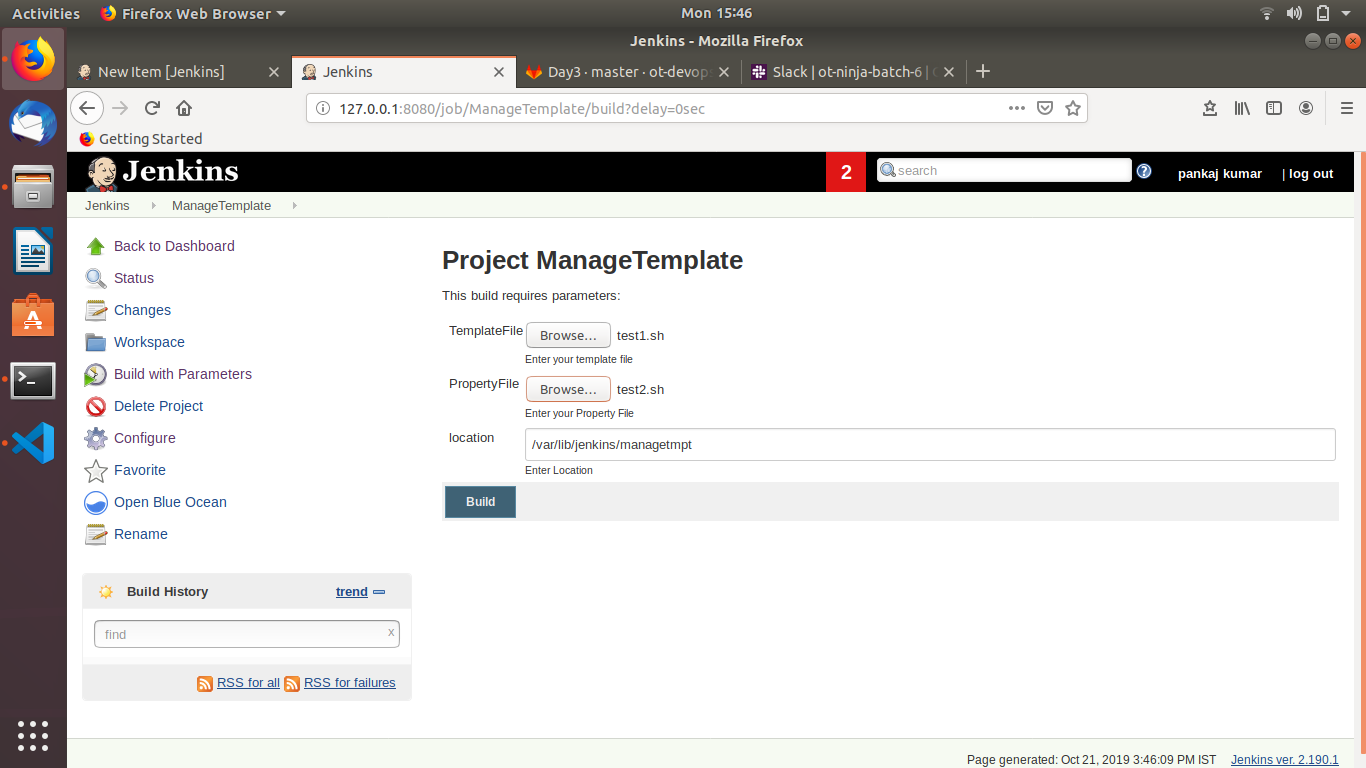 Activities Firefox Web Browser Mon 15:46
Jenkins - Mozilla Firefox
New Item [Jenkins] Jenkins Day3 · master · ot-devop Slack | ot-ninja-batch-6 |
127.0.0.1:8080/job/ManageTemplate/build?delay=0sec
Getting Started
Jenkins 2 search pankaj kumar | log out
Jenkins ManageTemplate
Back to Dashboard
Status
Changes
Workspace
Build with Parameters
Delete Project
Configure
Favorite
Open Blue Ocean
Rename
Build History trend
find x
RSS for all RSS for failures
Project ManageTemplate
This build requires parameters:
TemplateFile Browse... test1.sh
Enter your template file
PropertyFile Browse... test2.sh
Enter your Property File
location /var/lib/jenkins/managetmpt
Enter Location
Build
Page generated: Oct 21, 2019 3:46:09 PM IST Jenkins ver. 2.190.1